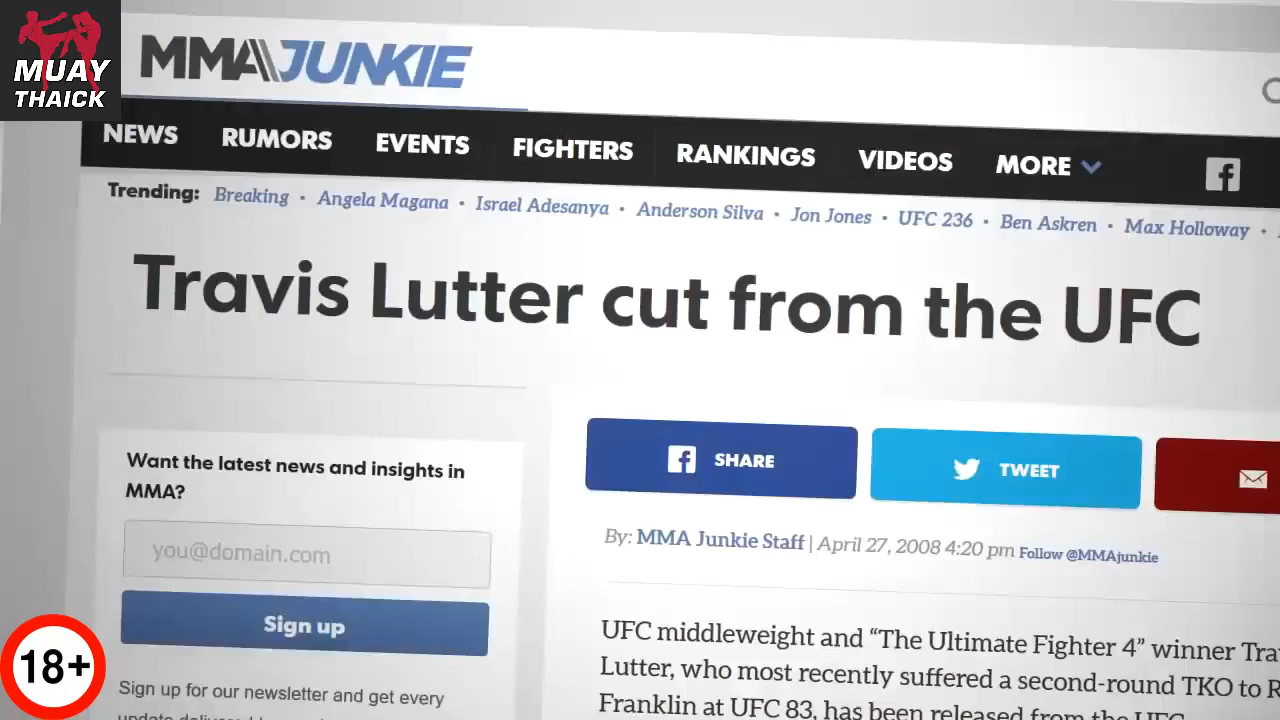 MUAY
THAICK
MMA JUNKIE
NEWS RUMORS EVENTS FIGHTERS RANKINGS VIDEOS MORE
Trending: Breaking • Angela Magana • Israel Adesanya • Anderson Silva • Jon Jones • UFC 236 • Ben Askren • Max Holloway •
Travis Lutter cut from the UFC
Want the latest news and insights in
MMA?
you@domain.com
Sign up
Sign up for our newsletter and get every
SHARE TWEET
By: MMA Junkie Staff | April 27, 2008 4:20 pm Follow @MMAjunkie
UFC middleweight and “The Ultimate Fighter 4” winner
Lutter, who most recently suffered a second-round TKO to
Franklin at UFC 83, has been released from the UFC
18+